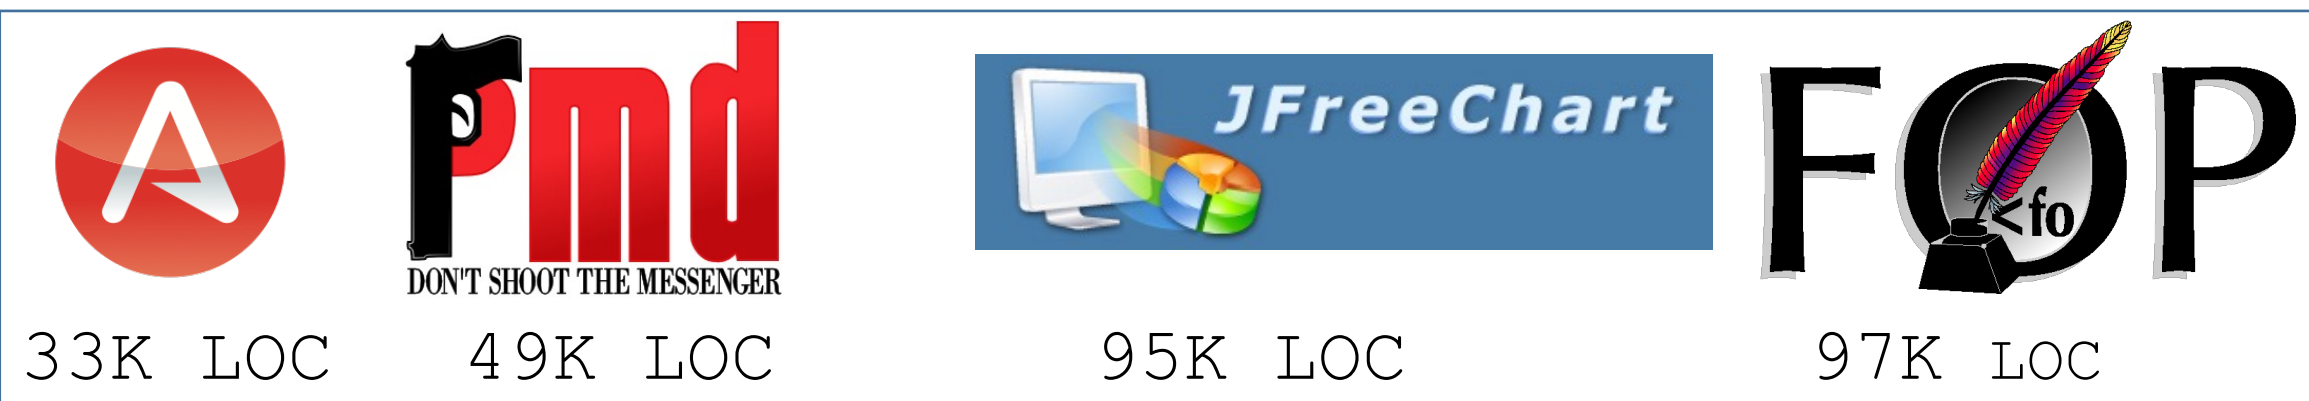 A
pmd
DON'T SHOOT THE MESSENGER
JFreeChart
FOP
<fo
33K LOC
49K LOC
95K LOC
97K LOC